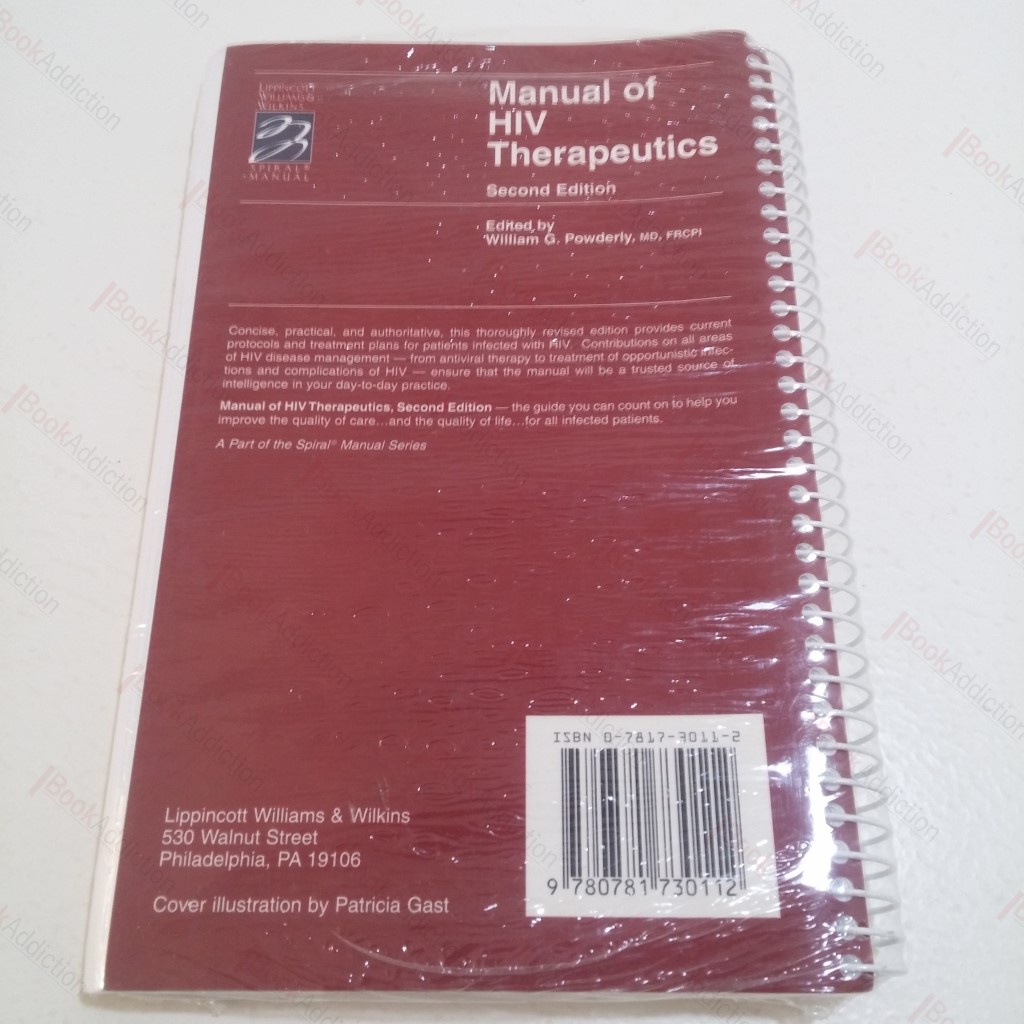 LIPPINCOTT
WILLIAMS &
WILKINS
SPIRAL®
MANUAL
Manual of
HIV
Therapeutics
Second Edition
Edited by
William G. Powderly, MD, FRCPI
Concise, practical, and authoritative, this thoroughly revised edition provides current
protocols and treatment plans for patients infected with HIV. Contributions on all areas
of HIV disease management — from antiviral therapy to treatment of opportunistic infec-
tions and complications of HIV — ensure that the manual will be a trusted source of
intelligence in your day-to-day practice.
Manual of HIV Therapeutics, Second Edition — the guide you can count on to help you
improve the quality of care...and the quality of life...for all infected patients.
A Part of the Spiral® Manual Series
ISBN 0-7817-3011-2
9 780781 730112
Lippincott Williams & Wilkins
530 Walnut Street
Philadelphia, PA 19106
Cover illustration by Patricia Gast
BookAddiction